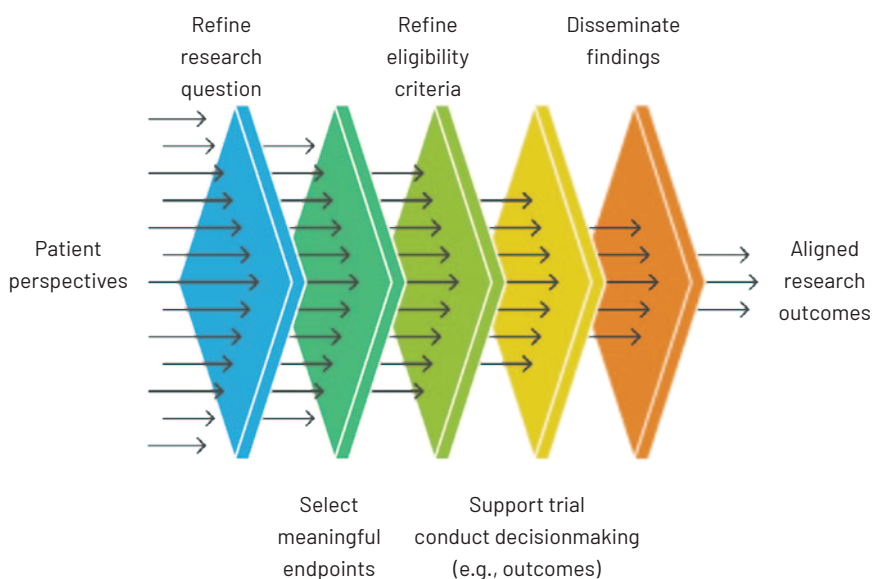 Refine
research
question
Refine
eligibility
criteria
Disseminate
findings
Patient
perspectives
Aligned
research
outcomes
Select
meaningful
endpoints
Support trial
conduct decisionmaking
(e.g., outcomes)